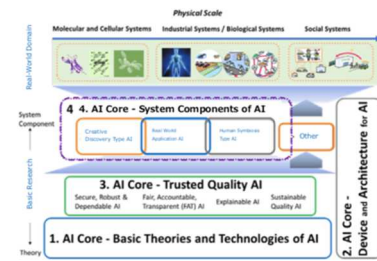 Physical Scale
Molecular and Cellular Systems
Industrial Systems / Biological Systems
Social Systems
Real-World Domain
System
Component
4 4. AI Core - System Components of AI
Creative
Discovery Type AI
Real World
Application AI
Human Symbiosis
Type AI
Other
Basic Research
3. AI Core - Trusted Quality AI
Secure, Robust &
Dependable AI
Fair, Accountable,
Transparent (FAT) AI
Explainable AI
Sustainable
Quality AI
1. AI Core - Basic Theories and Technologies of AI
Theory
2. AI Core -
Device and Architecture for AI